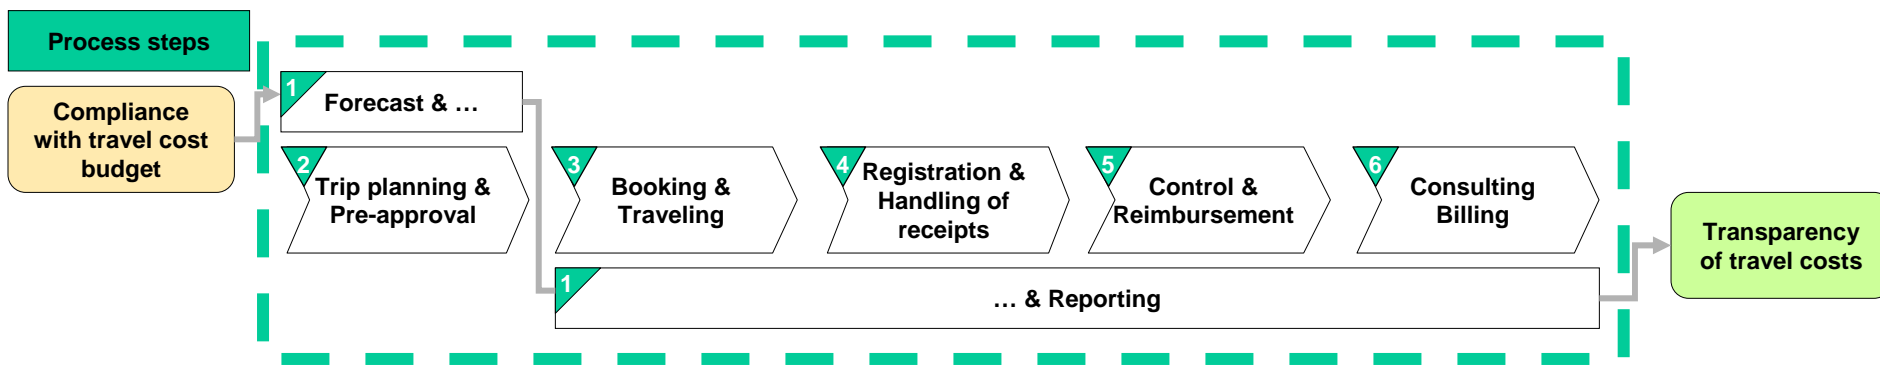 Process steps
Compliance
with travel cost
budget
1
Forecast & …
2
Trip planning &
Pre-approval
3
Booking &
Traveling
4
Registration &
Handling of
receipts
5
Control &
Reimbursement
6
Consulting
Billing
1
… & Reporting
Transparency
of travel costs